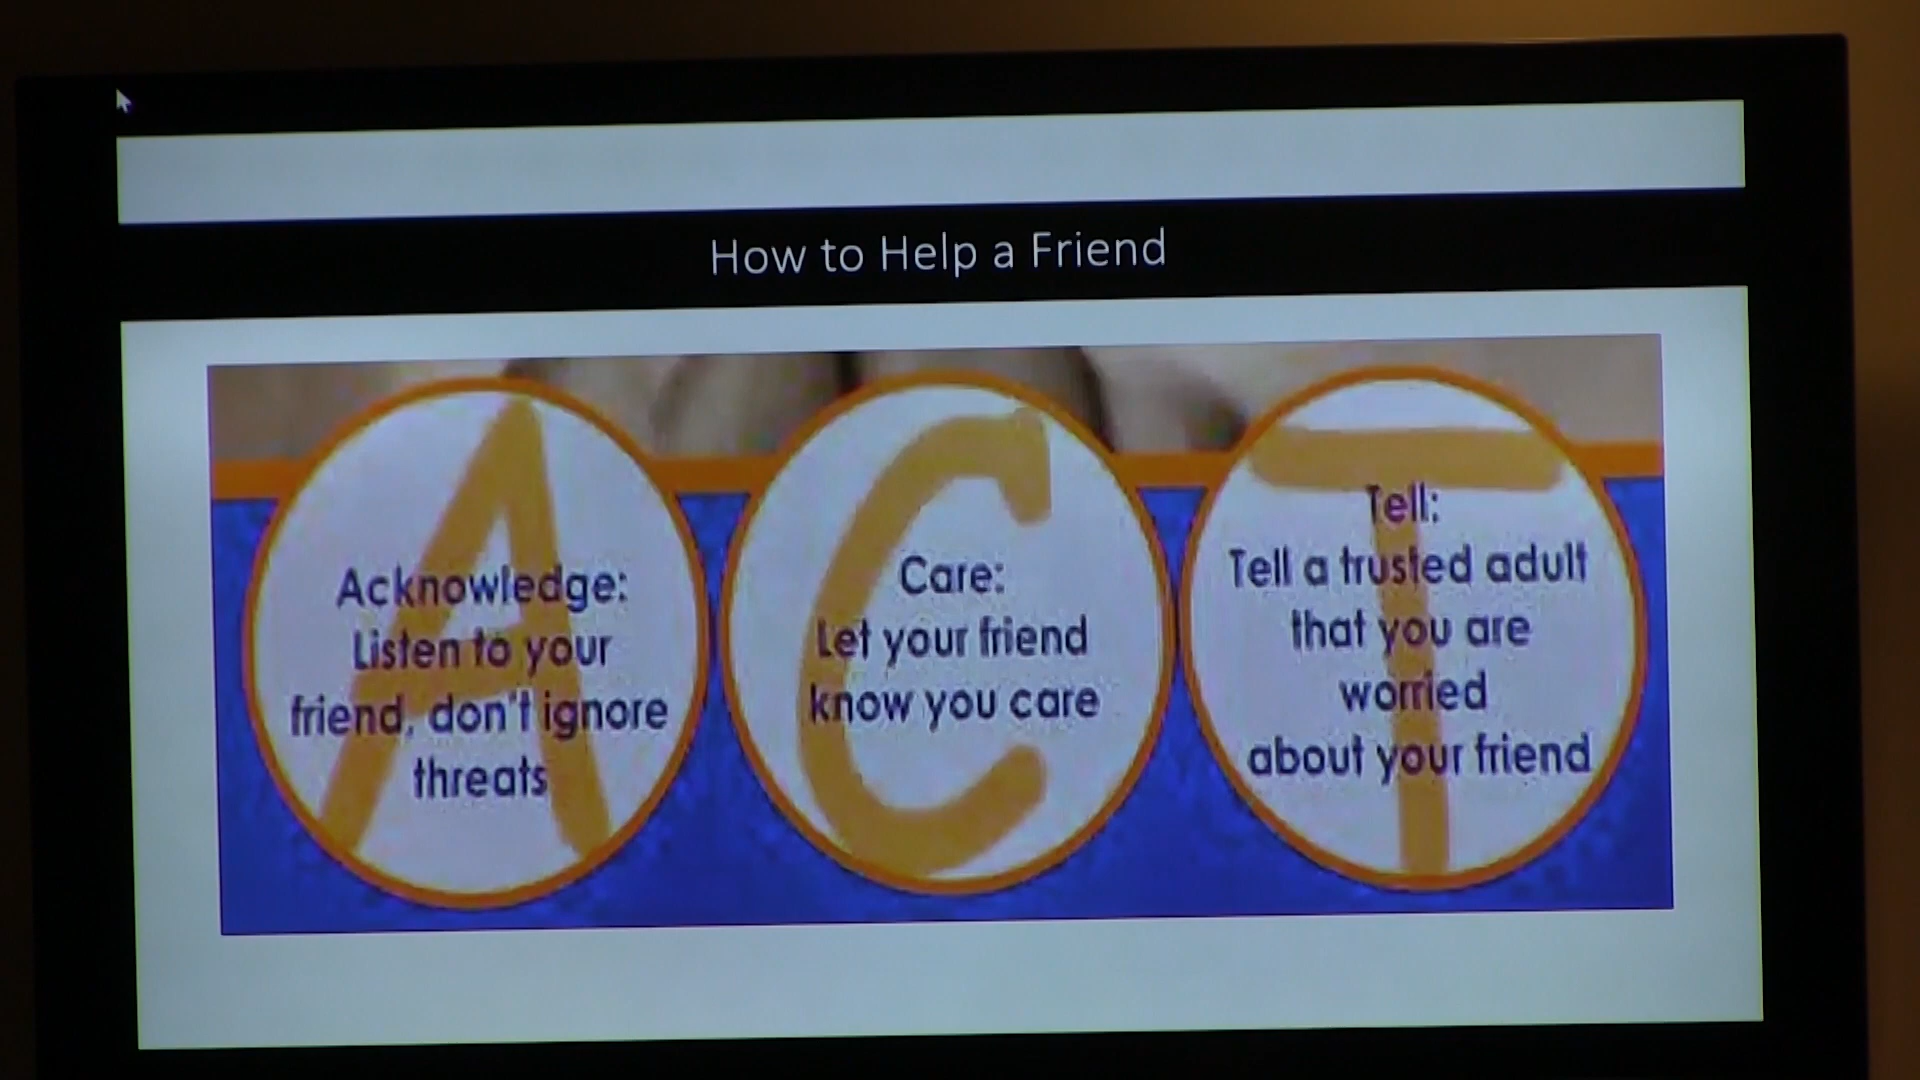 How to Help a Friend
A
Acknowledge:
Listen to your
friend, don't ignore
threats
C
Care:
Let your friend
know you care
T
Tell:
Tell a trusted adult
that you are
worried
about your friend